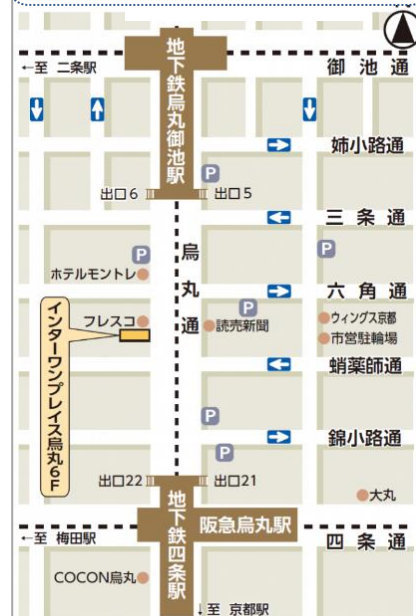 ←至 二条駅
御池通
地下鉄烏丸御池駅
姉小路通
P
出口6
出口5
三条通
烏丸通
P
P
ホテルモントレ
六角通
P
インターワンプレイス烏丸6F
フレスコ
読売新聞
ウィングス京都
市営駐輪場
蛸薬師通
P
錦小路通
P
出口22
出口21
地下鉄四条駅
大丸
阪急烏丸駅
←至 梅田駅
四条通
COCON烏丸
↓至 京都駅